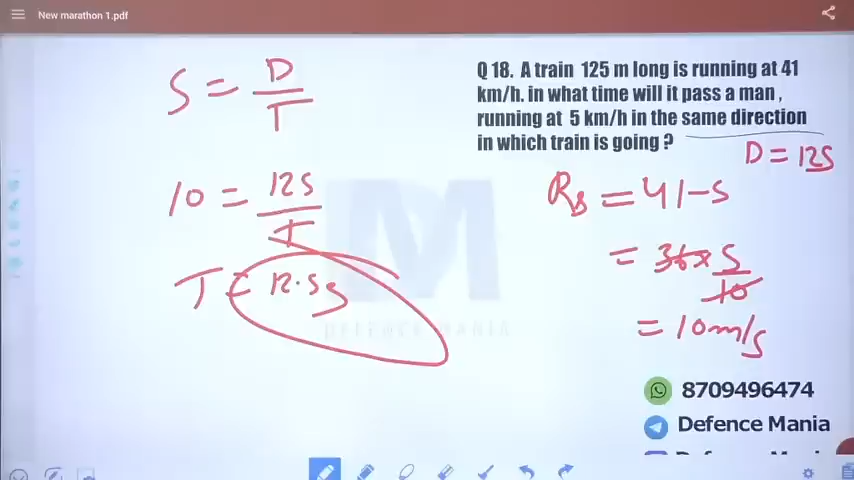 New marathon 1.pdf
S = D/T
Q 18. A train 125 m long is running at 41
km/h. in what time will it pass a man ,
running at 5 km/h in the same direction
in which train is going ?
D = 125
10 = 125/T
Rs = 41-5
T = 12.5s
= 36 x 5/18
= 10m/s
DEFENCE MANIA
8709496474
Defence Mania